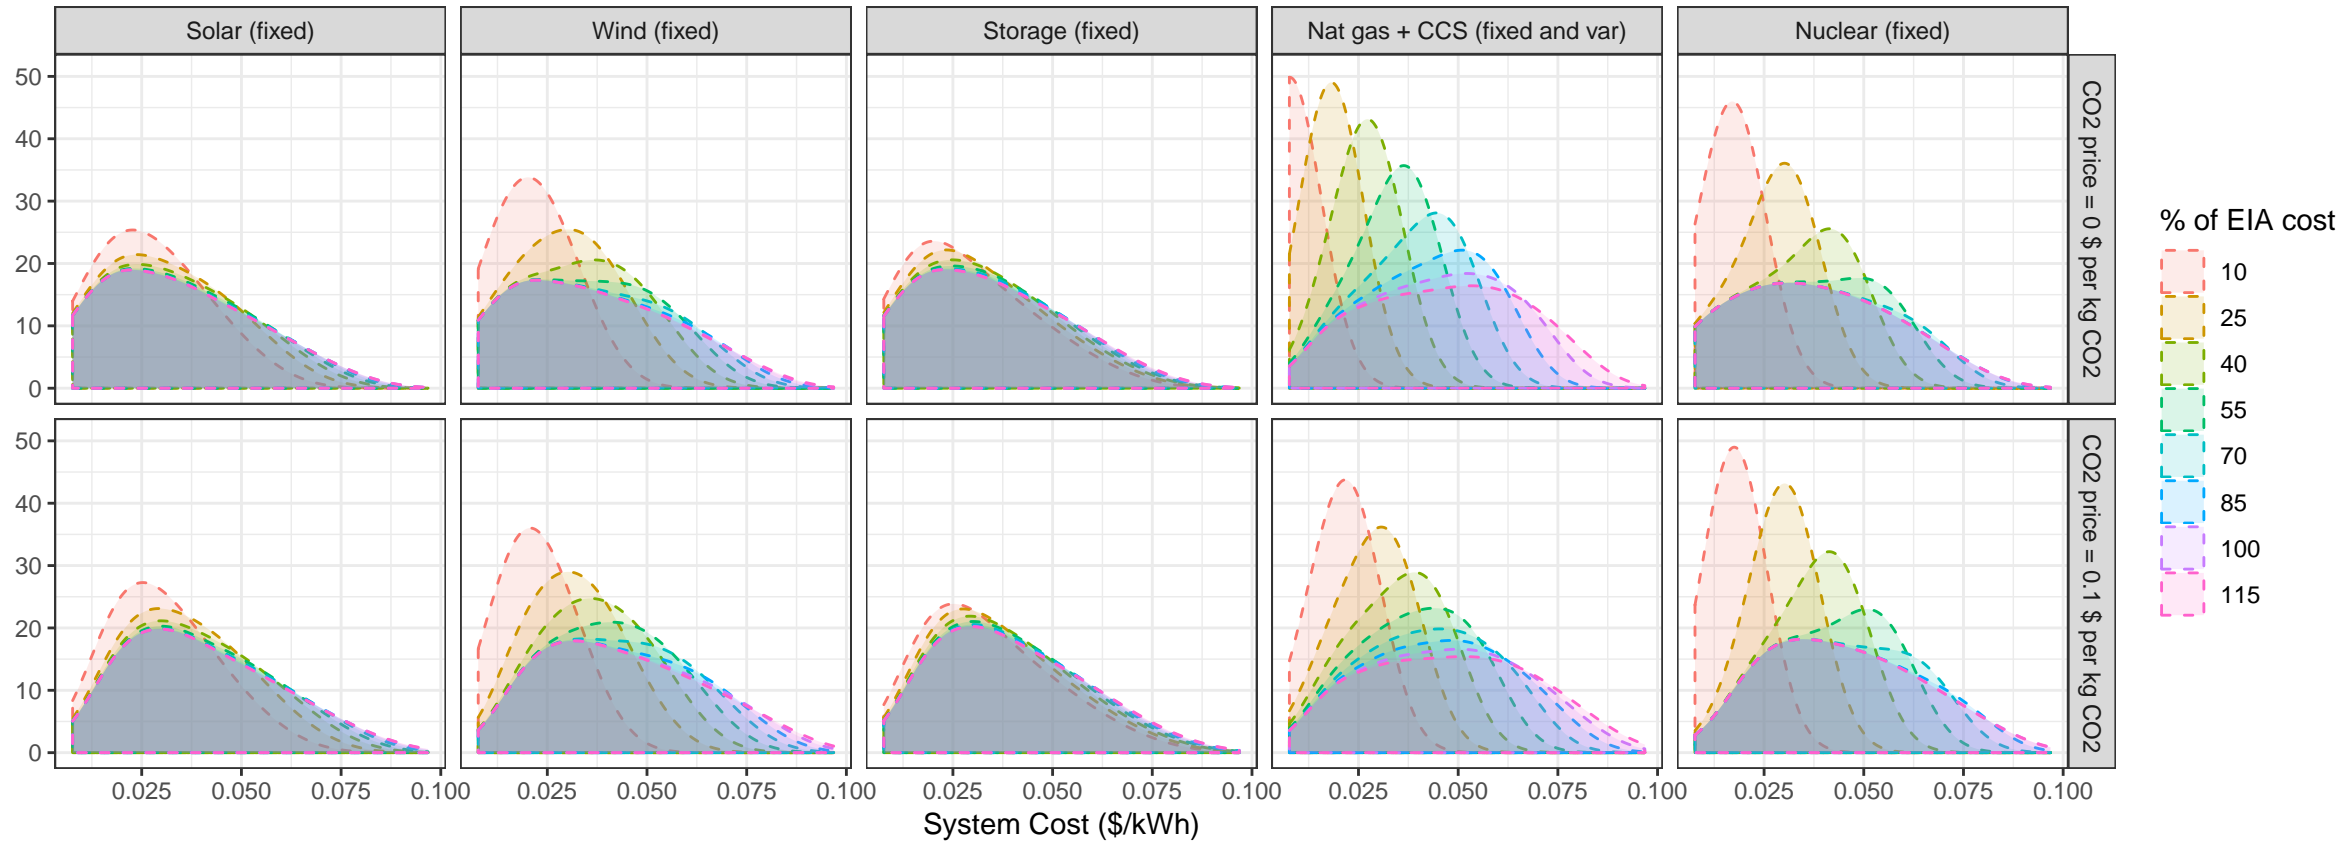 Solar (fixed)
Wind (fixed)
Storage (fixed)
Nat gas + CCS (fixed and var)
Nuclear (fixed)
50
40
30
20
10
0
CO2 price = 0 $ per kg CO2
50
40
30
20
10
0
CO2 price = 0.1 $ per kg CO2
0.025 0.050 0.075 0.100
0.025 0.050 0.075 0.100
0.025 0.050 0.075 0.100
0.025 0.050 0.075 0.100
0.025 0.050 0.075 0.100
System Cost ($/kWh)
% of EIA cost
10
25
40
55
70
85
100
115